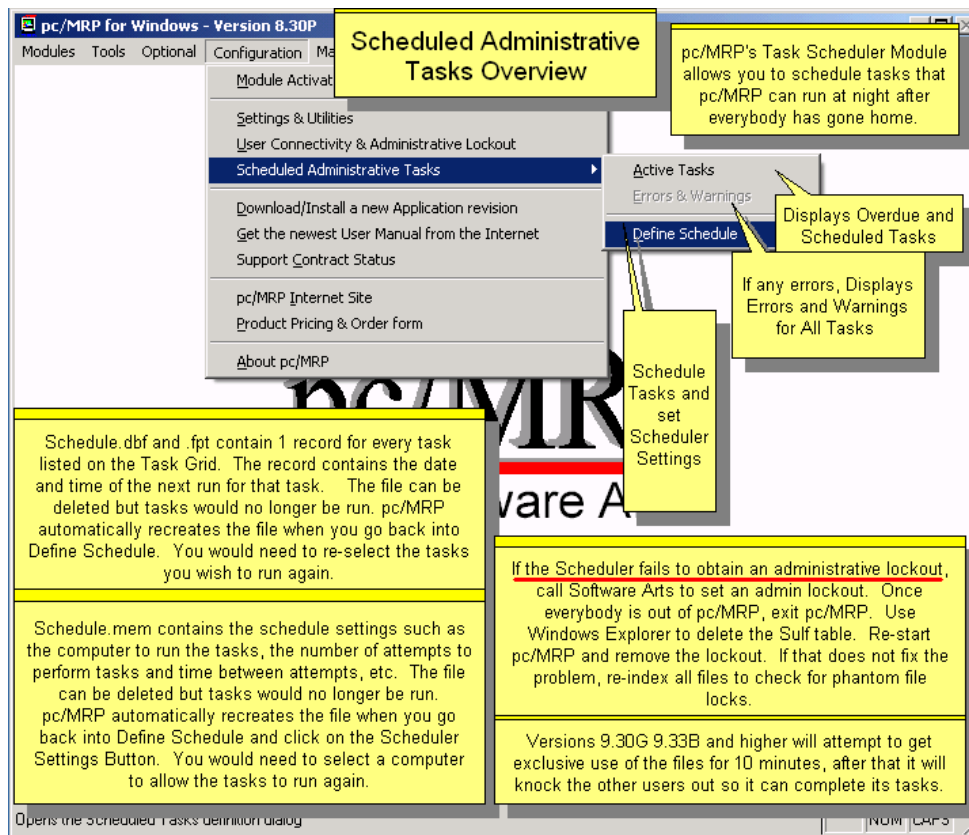 pc/MRP for Windows - Version 8.30P
Modules Tools Optional Configuration Ma
Scheduled Administrative
Tasks Overview
pc/MRP's Task Scheduler Module
allows you to schedule tasks that
pc/MRP can run at night after
everybody has gone home.
Module Activat
Settings & Utilities
User Connectivity & Administrative Lockout
Scheduled Administrative Tasks
Download/Install a new Application revision
Get the newest User Manual from the Internet
Support Contract Status
pc/MRP Internet Site
Product Pricing & Order form
About pc/MRP
Active Tasks
Errors & Warnings
Define Schedule
Displays Overdue and
Scheduled Tasks
If any errors, Displays
Errors and Warnings
for All Tasks
Schedule
Tasks and
set
Scheduler
Settings
pc/MR
ware A
Schedule.dbf and .fpt contain 1 record for every task
listed on the Task Grid. The record contains the date
and time of the next run for that task. The file can be
deleted but tasks would no longer be run. pc/MRP
automatically recreates the file when you go back into
Define Schedule. You would need to re-select the tasks
you wish to run again.
Schedule.mem contains the schedule settings such as
the computer to run the tasks, the number of attempts to
perform tasks and time between attempts, etc. The file
can be deleted but tasks would no longer be run.
pc/MRP automatically recreates the file when you go
back into Define Schedule and click on the Scheduler
Settings Button. You would need to select a computer
to allow the tasks to run again.
If the Scheduler fails to obtain an administrative lockout,
call Software Arts to set an admin lockout. Once
everybody is out of pc/MRP, exit pc/MRP. Use
Windows Explorer to delete the Sulf table. Re-start
pc/MRP and remove the lockout. If that does not fix the
problem, re-index all files to check for phantom file
locks.
Versions 9.30G 9.33B and higher will attempt to get
exclusive use of the files for 10 minutes, after that it will
knock the other users out so it can complete its tasks.
Opens the Scheduled Tasks definition dialog
NUM CAPS